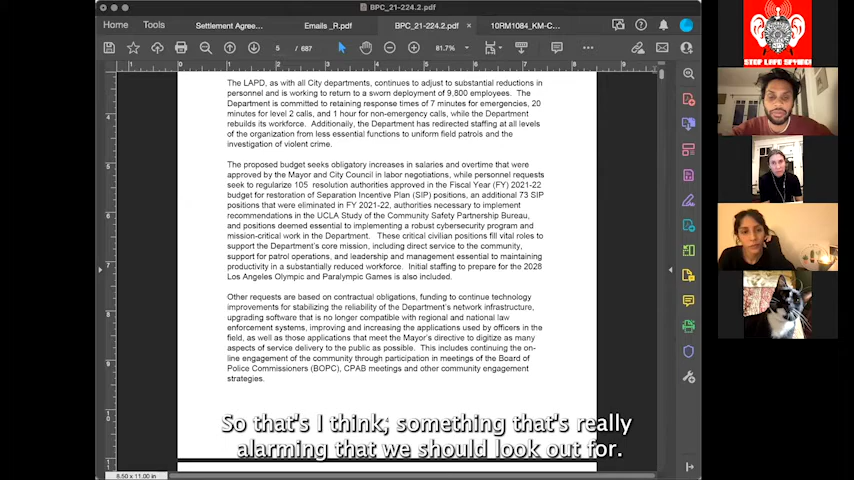 BPC_21-224.2.pdf
Home Tools Settlement Agree... Emails _R.pdf BPC_21-224.2.pdf × 10RM1084_KM-C...
5 / 687 81.7%
The LAPD, as with all City departments, continues to adjust to substantial reductions in
personnel and is working to return to a sworn deployment of 9,800 employees. The
Department is committed to retaining response times of 7 minutes for emergencies, 20
minutes for level 2 calls, and 1 hour for non-emergency calls, while the Department
rebuilds its workforce. Additionally, the Department has redirected staffing at all levels
of the organization from less essential functions to uniform field patrols and the
investigation of violent crime.
The proposed budget seeks obligatory increases in salaries and overtime that were
approved by the Mayor and City Council in labor negotiations, while personnel requests
seek to regularize 105 resolution authorities approved in the Fiscal Year (FY) 2021-22
budget for restoration of Separation Incentive Plan (SIP) positions, an additional 73 SIP
positions that were eliminated in FY 2021-22, authorities necessary to implement
recommendations in the UCLA Study of the Community Safety Partnership Bureau,
and positions deemed essential to implementing a robust cybersecurity program and
mission-critical work in the Department. These critical civilian positions fill vital roles to
support the Department's core mission, including direct service to the community,
support for patrol operations, and leadership and management essential to maintaining
productivity in a substantially reduced workforce. Initial staffing to prepare for the 2028
Los Angeles Olympic and Paralympic Games is also included.
Other requests are based on contractual obligations, funding to continue technology
improvements for stabilizing the reliability of the Department's network infrastructure,
upgrading software that is no longer compatible with regional and national law
enforcement systems, improving and increasing the applications used by officers in the
field, as well as those applications that meet the Mayor's directive to digitize as many
aspects of service delivery to the public as possible. This includes continuing the on-
line engagement of the community through participation in meetings of the Board of
Police Commissioners (BOPC), CPAB meetings and other community engagement
strategies.
So that's I think; something that's really
alarming that we should look out for.
8.50 x 11.00 in
STOP LAPD SPYING!